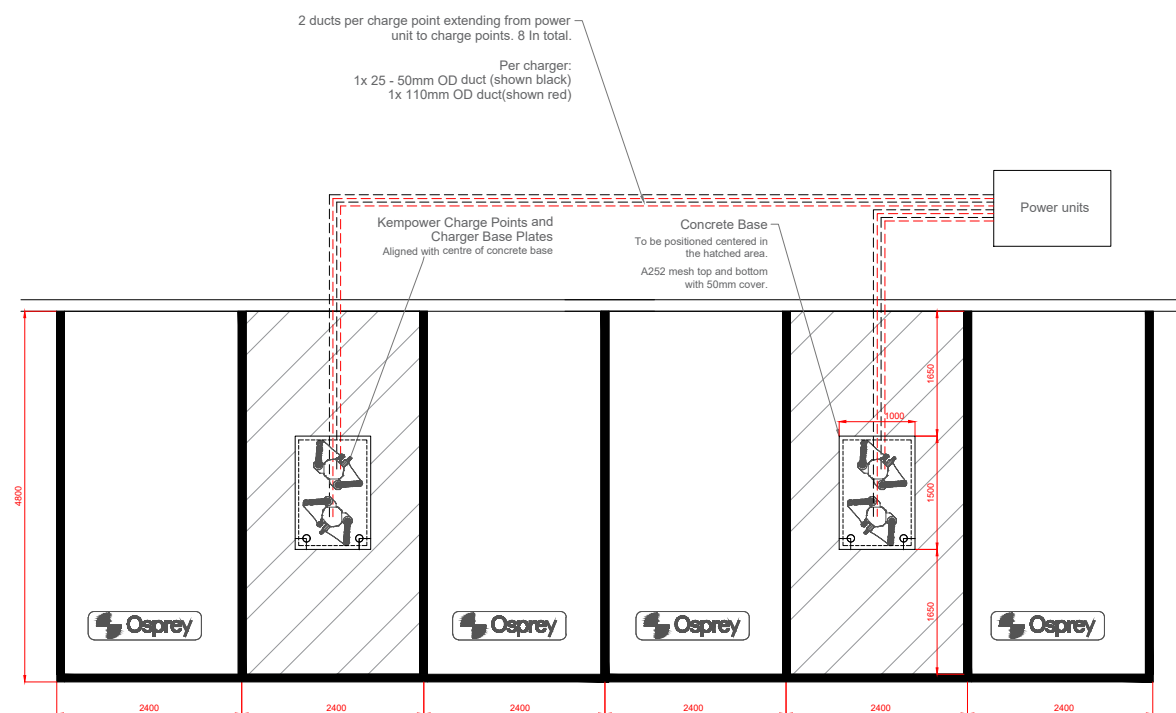 2 ducts per charge point extending from power
unit to charge points. 8 In total.
Per charger:
1x 25 - 50mm OD duct (shown black)
1x 110mm OD duct(shown red)
Power units
Kempower Charge Points and
Charger Base Plates
Aligned with centre of concrete base
Concrete Base
To be positioned centered in
the hatched area.
A252 mesh top and bottom
with 50mm cover.
1650
1000
4800
1500
1650
Osprey
Osprey
Osprey
Osprey
2400
2400
2400
2400
2400
2400